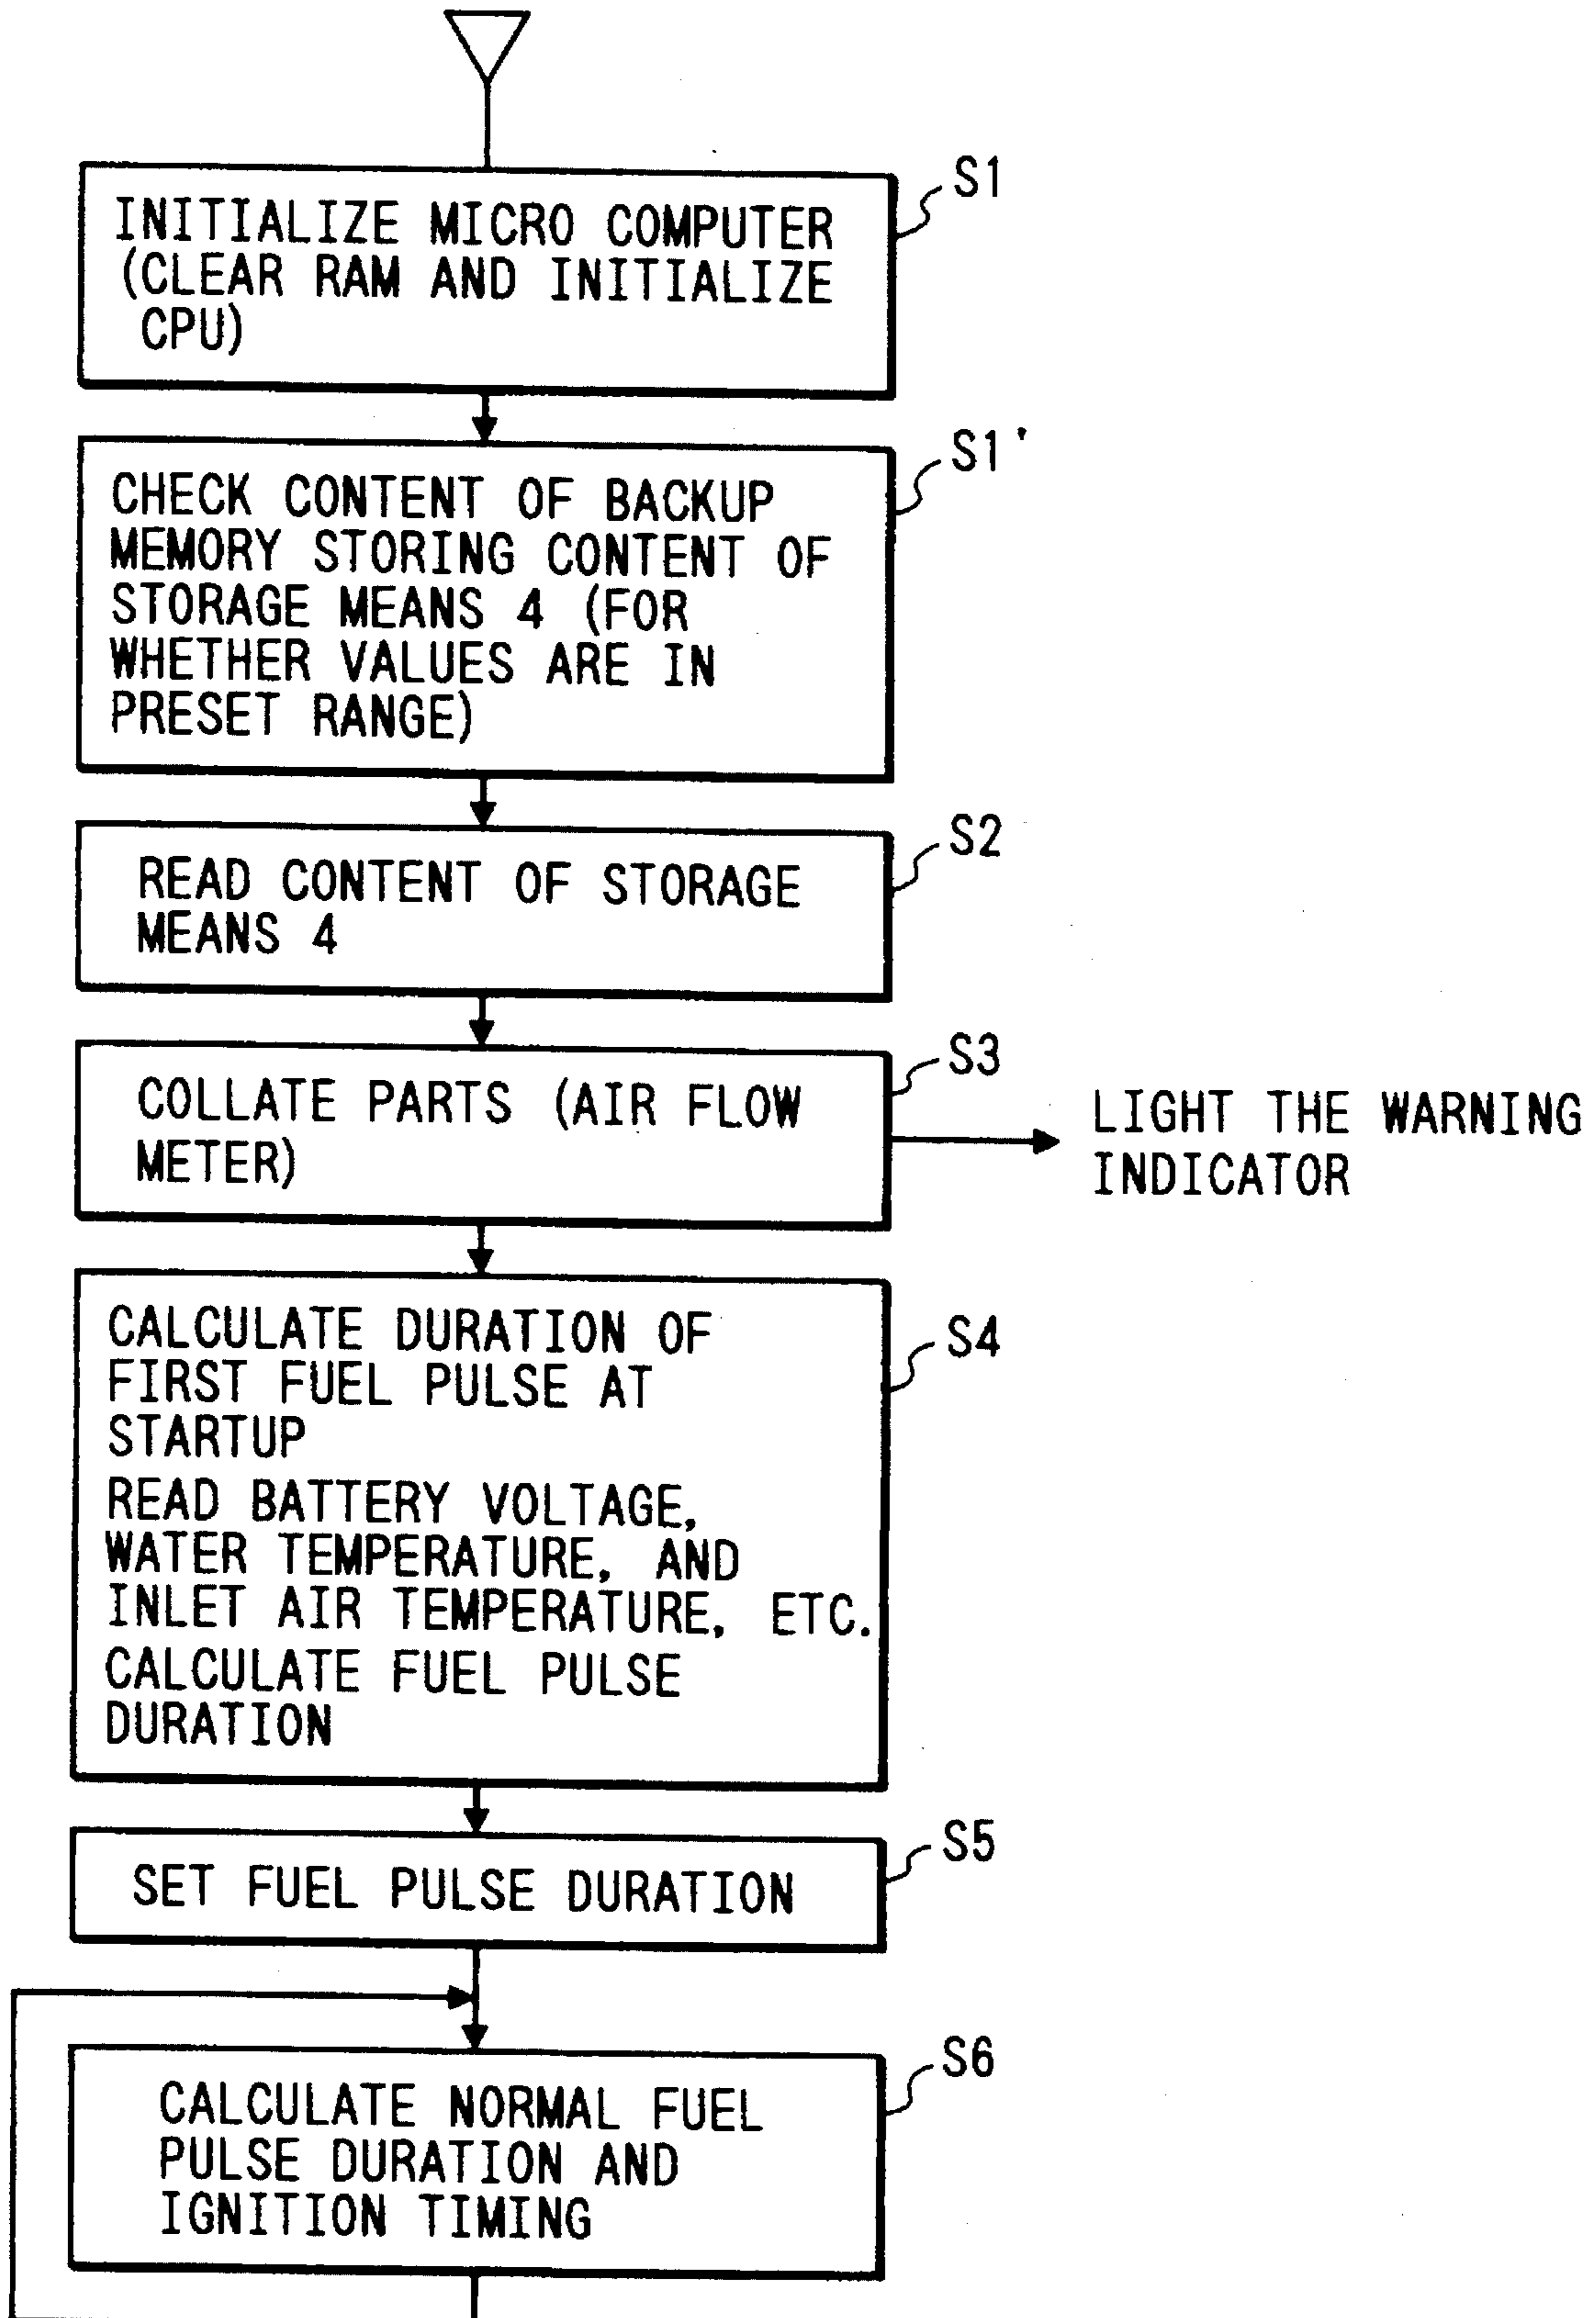 S1
INITIALIZE MICRO COMPUTER
(CLEAR RAM AND INITIALIZE
CPU)
S1'
CHECK CONTENT OF BACKUP
MEMORY STORING CONTENT OF
STORAGE MEANS 4 (FOR
WHETHER VALUES ARE IN
PRESET RANGE)
S2
READ CONTENT OF STORAGE
MEANS 4
S3
COLLATE PARTS (AIR FLOW
METER)
LIGHT THE WARNING
INDICATOR
S4
CALCULATE DURATION OF
FIRST FUEL PULSE AT
STARTUP
READ BATTERY VOLTAGE,
WATER TEMPERATURE, AND
INLET AIR TEMPERATURE, ETC.
CALCULATE FUEL PULSE
DURATION
S5
SET FUEL PULSE DURATION
S6
CALCULATE NORMAL FUEL
PULSE DURATION AND
IGNITION TIMING